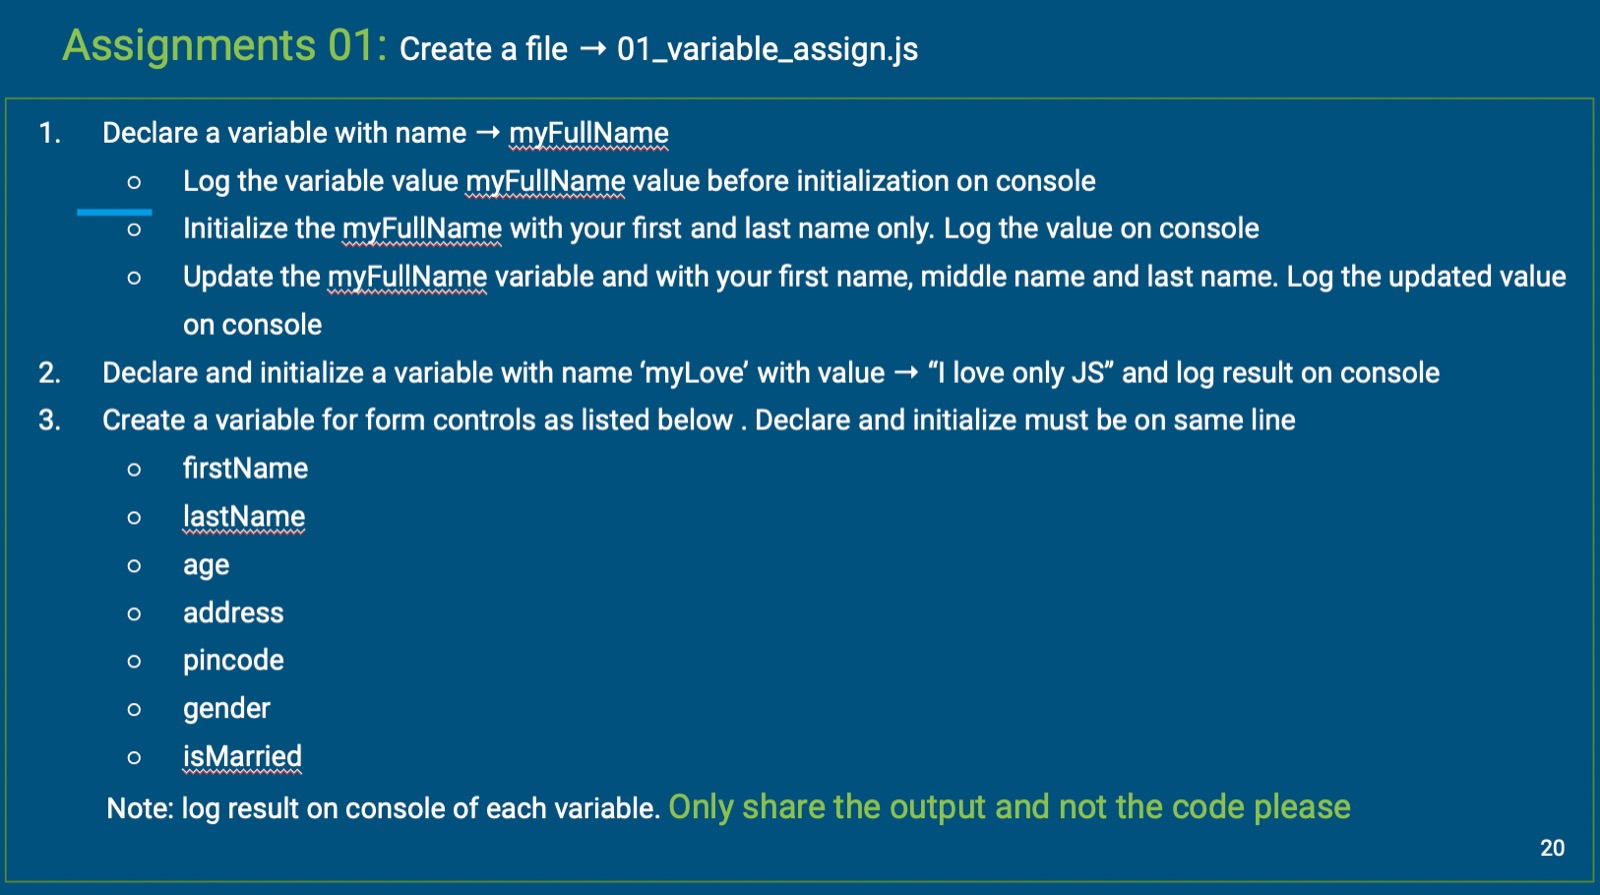 Assignments 01: Create a file → 01_variable_assign.js
1. Declare a variable with name → myFullName
○ Log the variable value myFullName value before initialization on console
○ Initialize the myFullName with your first and last name only. Log the value on console
○ Update the myFullName variable and with your first name, middle name and last name. Log the updated value
on console
2. Declare and initialize a variable with name ‘myLove’ with value → “I love only JS” and log result on console
3. Create a variable for form controls as listed below . Declare and initialize must be on same line
○ firstName
○ lastName
○ age
○ address
○ pincode
○ gender
○ isMarried
Note: log result on console of each variable. Only share the output and not the code please
20